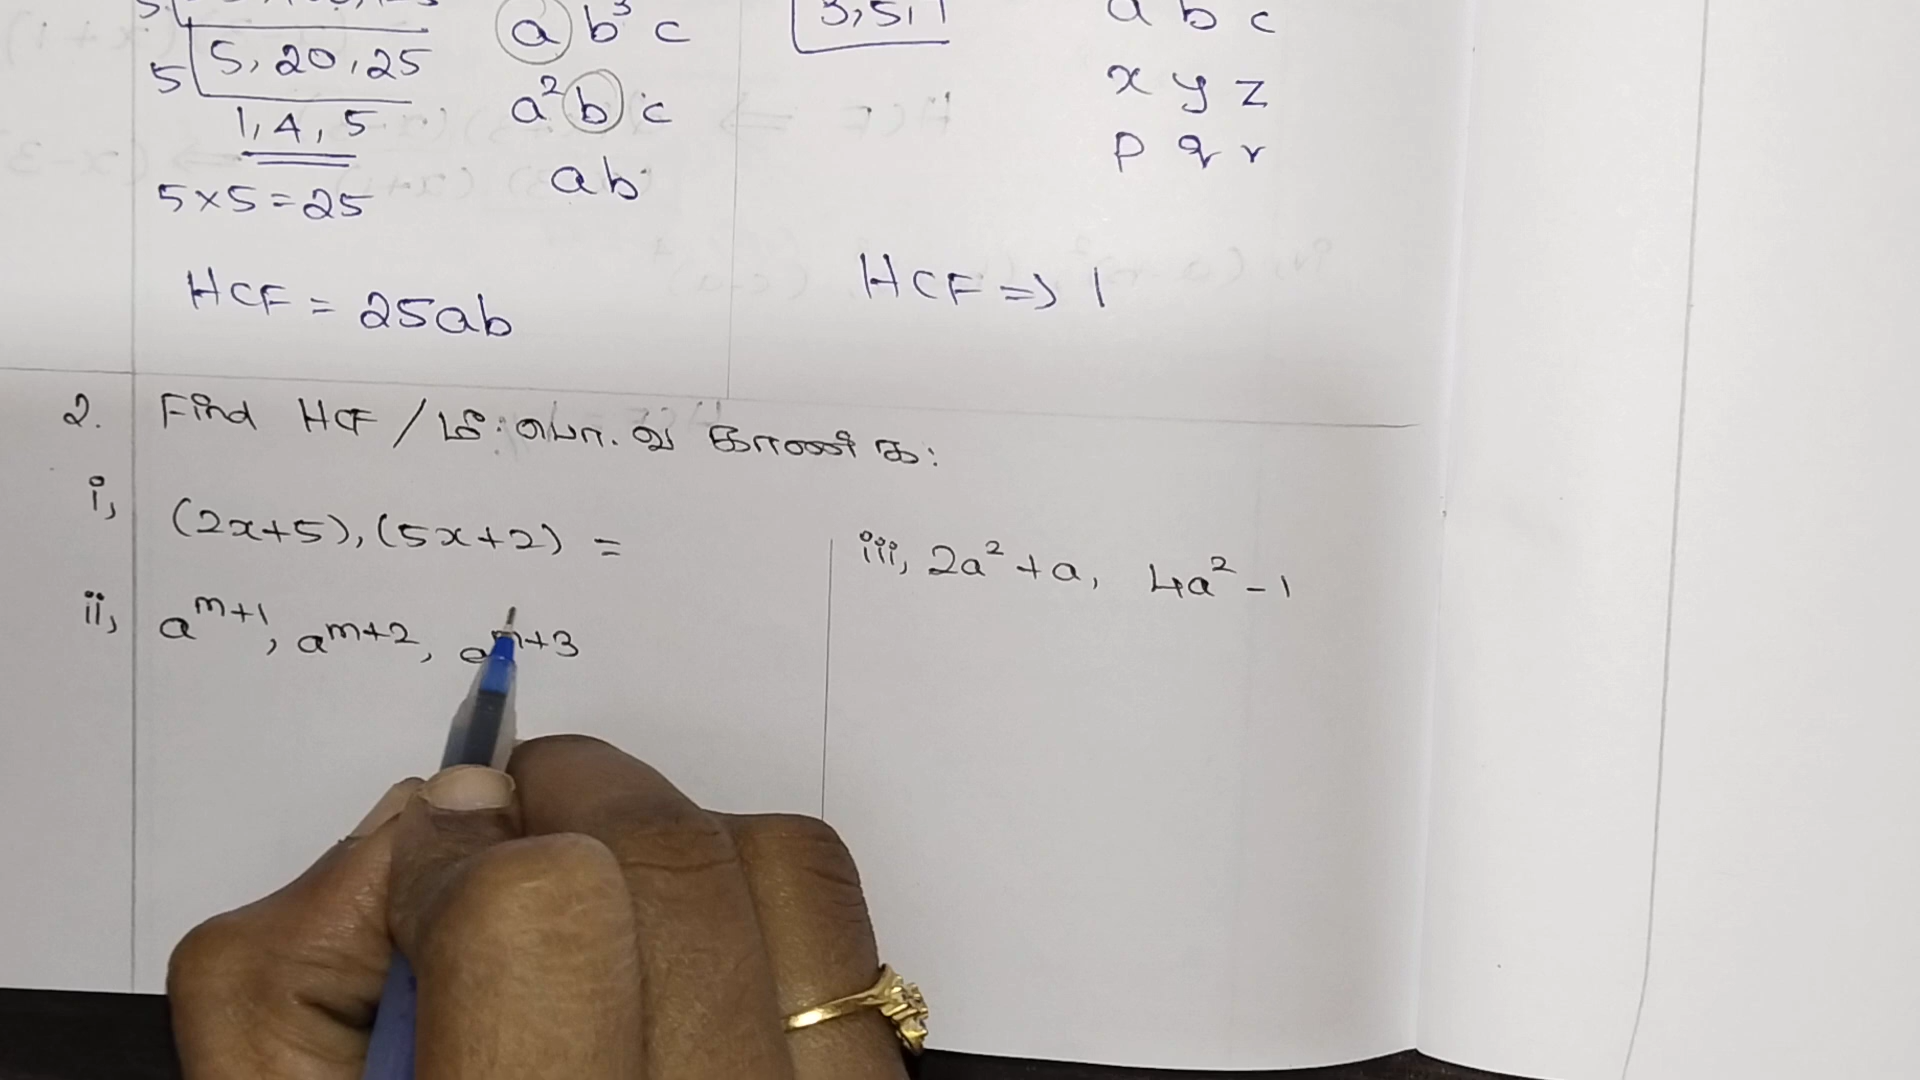 5, 20, 25
5
1, 4, 5
5×5=25
HCF = 25ab
a b³ c
a² b c
ab
3, 5, 1
a b c
x y z
p q r
HCF => 1
2. Find HCF / மீ.பொ.வ காண்க:
i, (2x+5), (5x+2) =
ii, a^{m+1}, a^{m+2}, a^{m+3}
iii, 2a²+a, 4a²-1